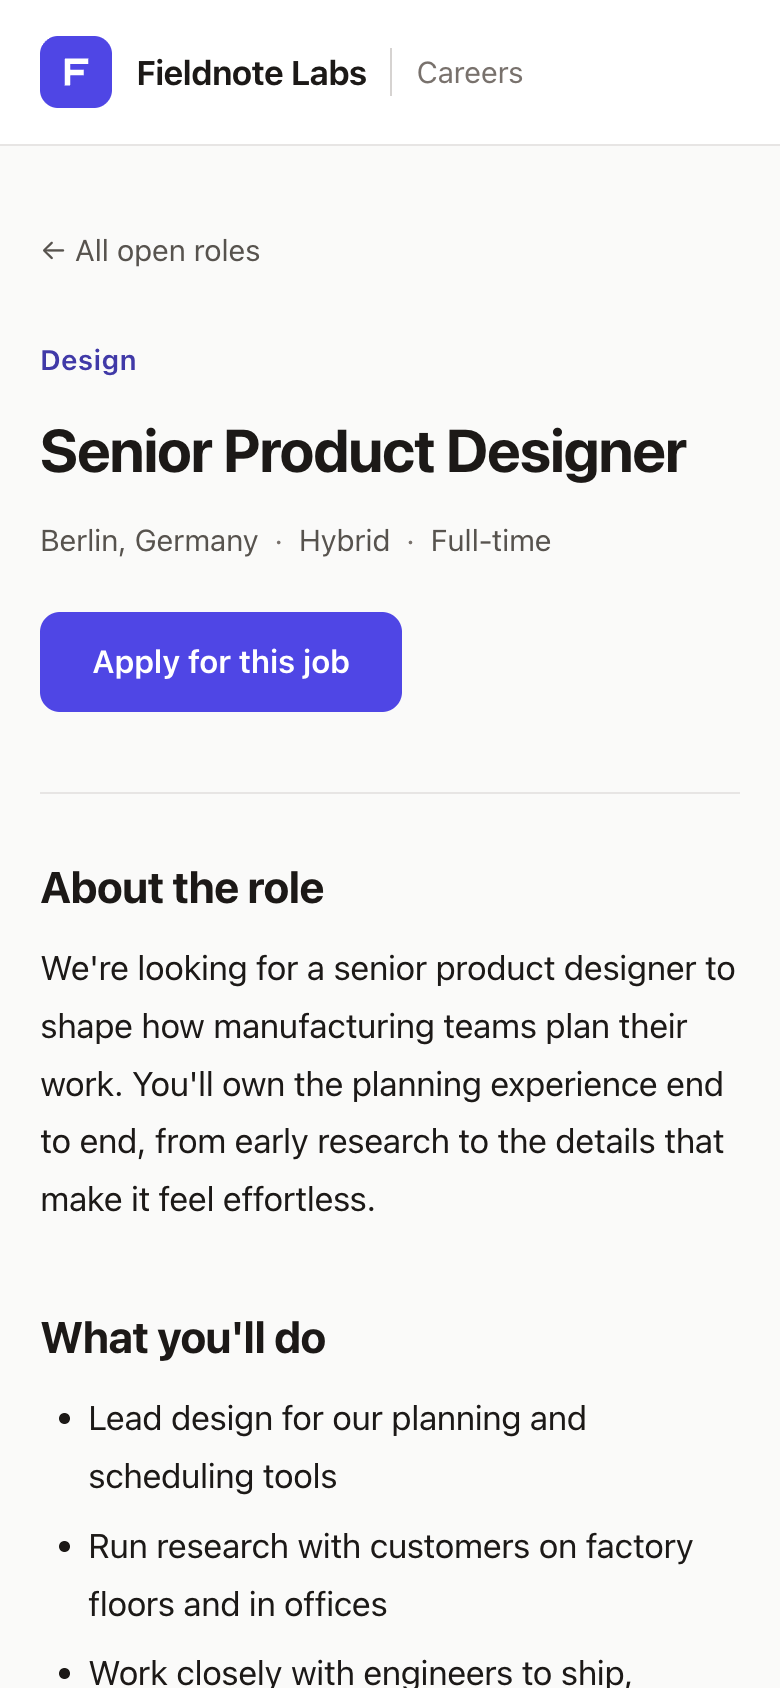 F Fieldnote Labs Careers
← All open roles
Design
Senior Product Designer
Berlin, Germany · Hybrid · Full-time
Apply for this job
About the role
We're looking for a senior product designer to
shape how manufacturing teams plan their
work. You'll own the planning experience end
to end, from early research to the details that
make it feel effortless.
What you'll do
• Lead design for our planning and
scheduling tools
• Run research with customers on factory
floors and in offices
• Work closely with engineers to ship,